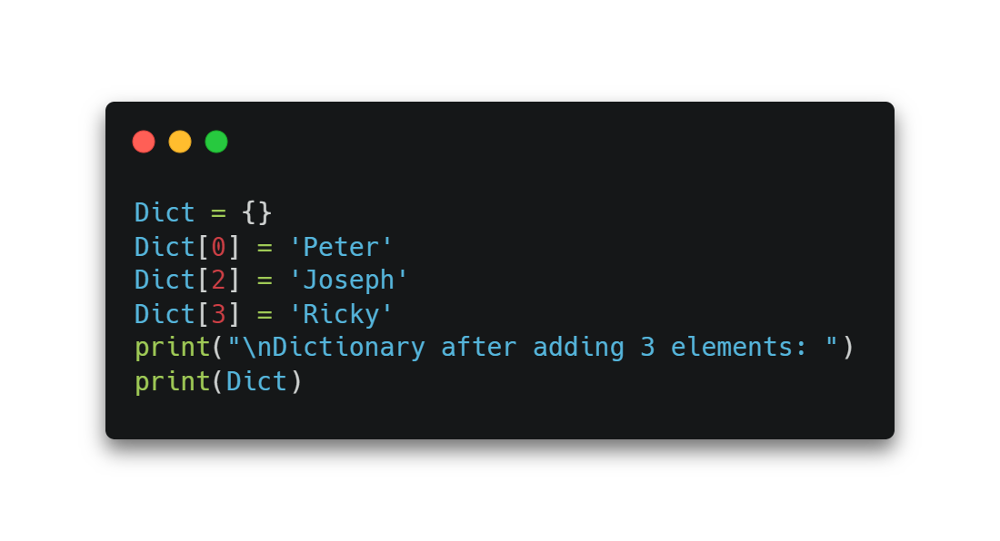 Dict = {}
Dict[0] = 'Peter'
Dict[2] = 'Joseph'
Dict[3] = 'Ricky'
print("\nDictionary after adding 3 elements: ")
print(Dict)